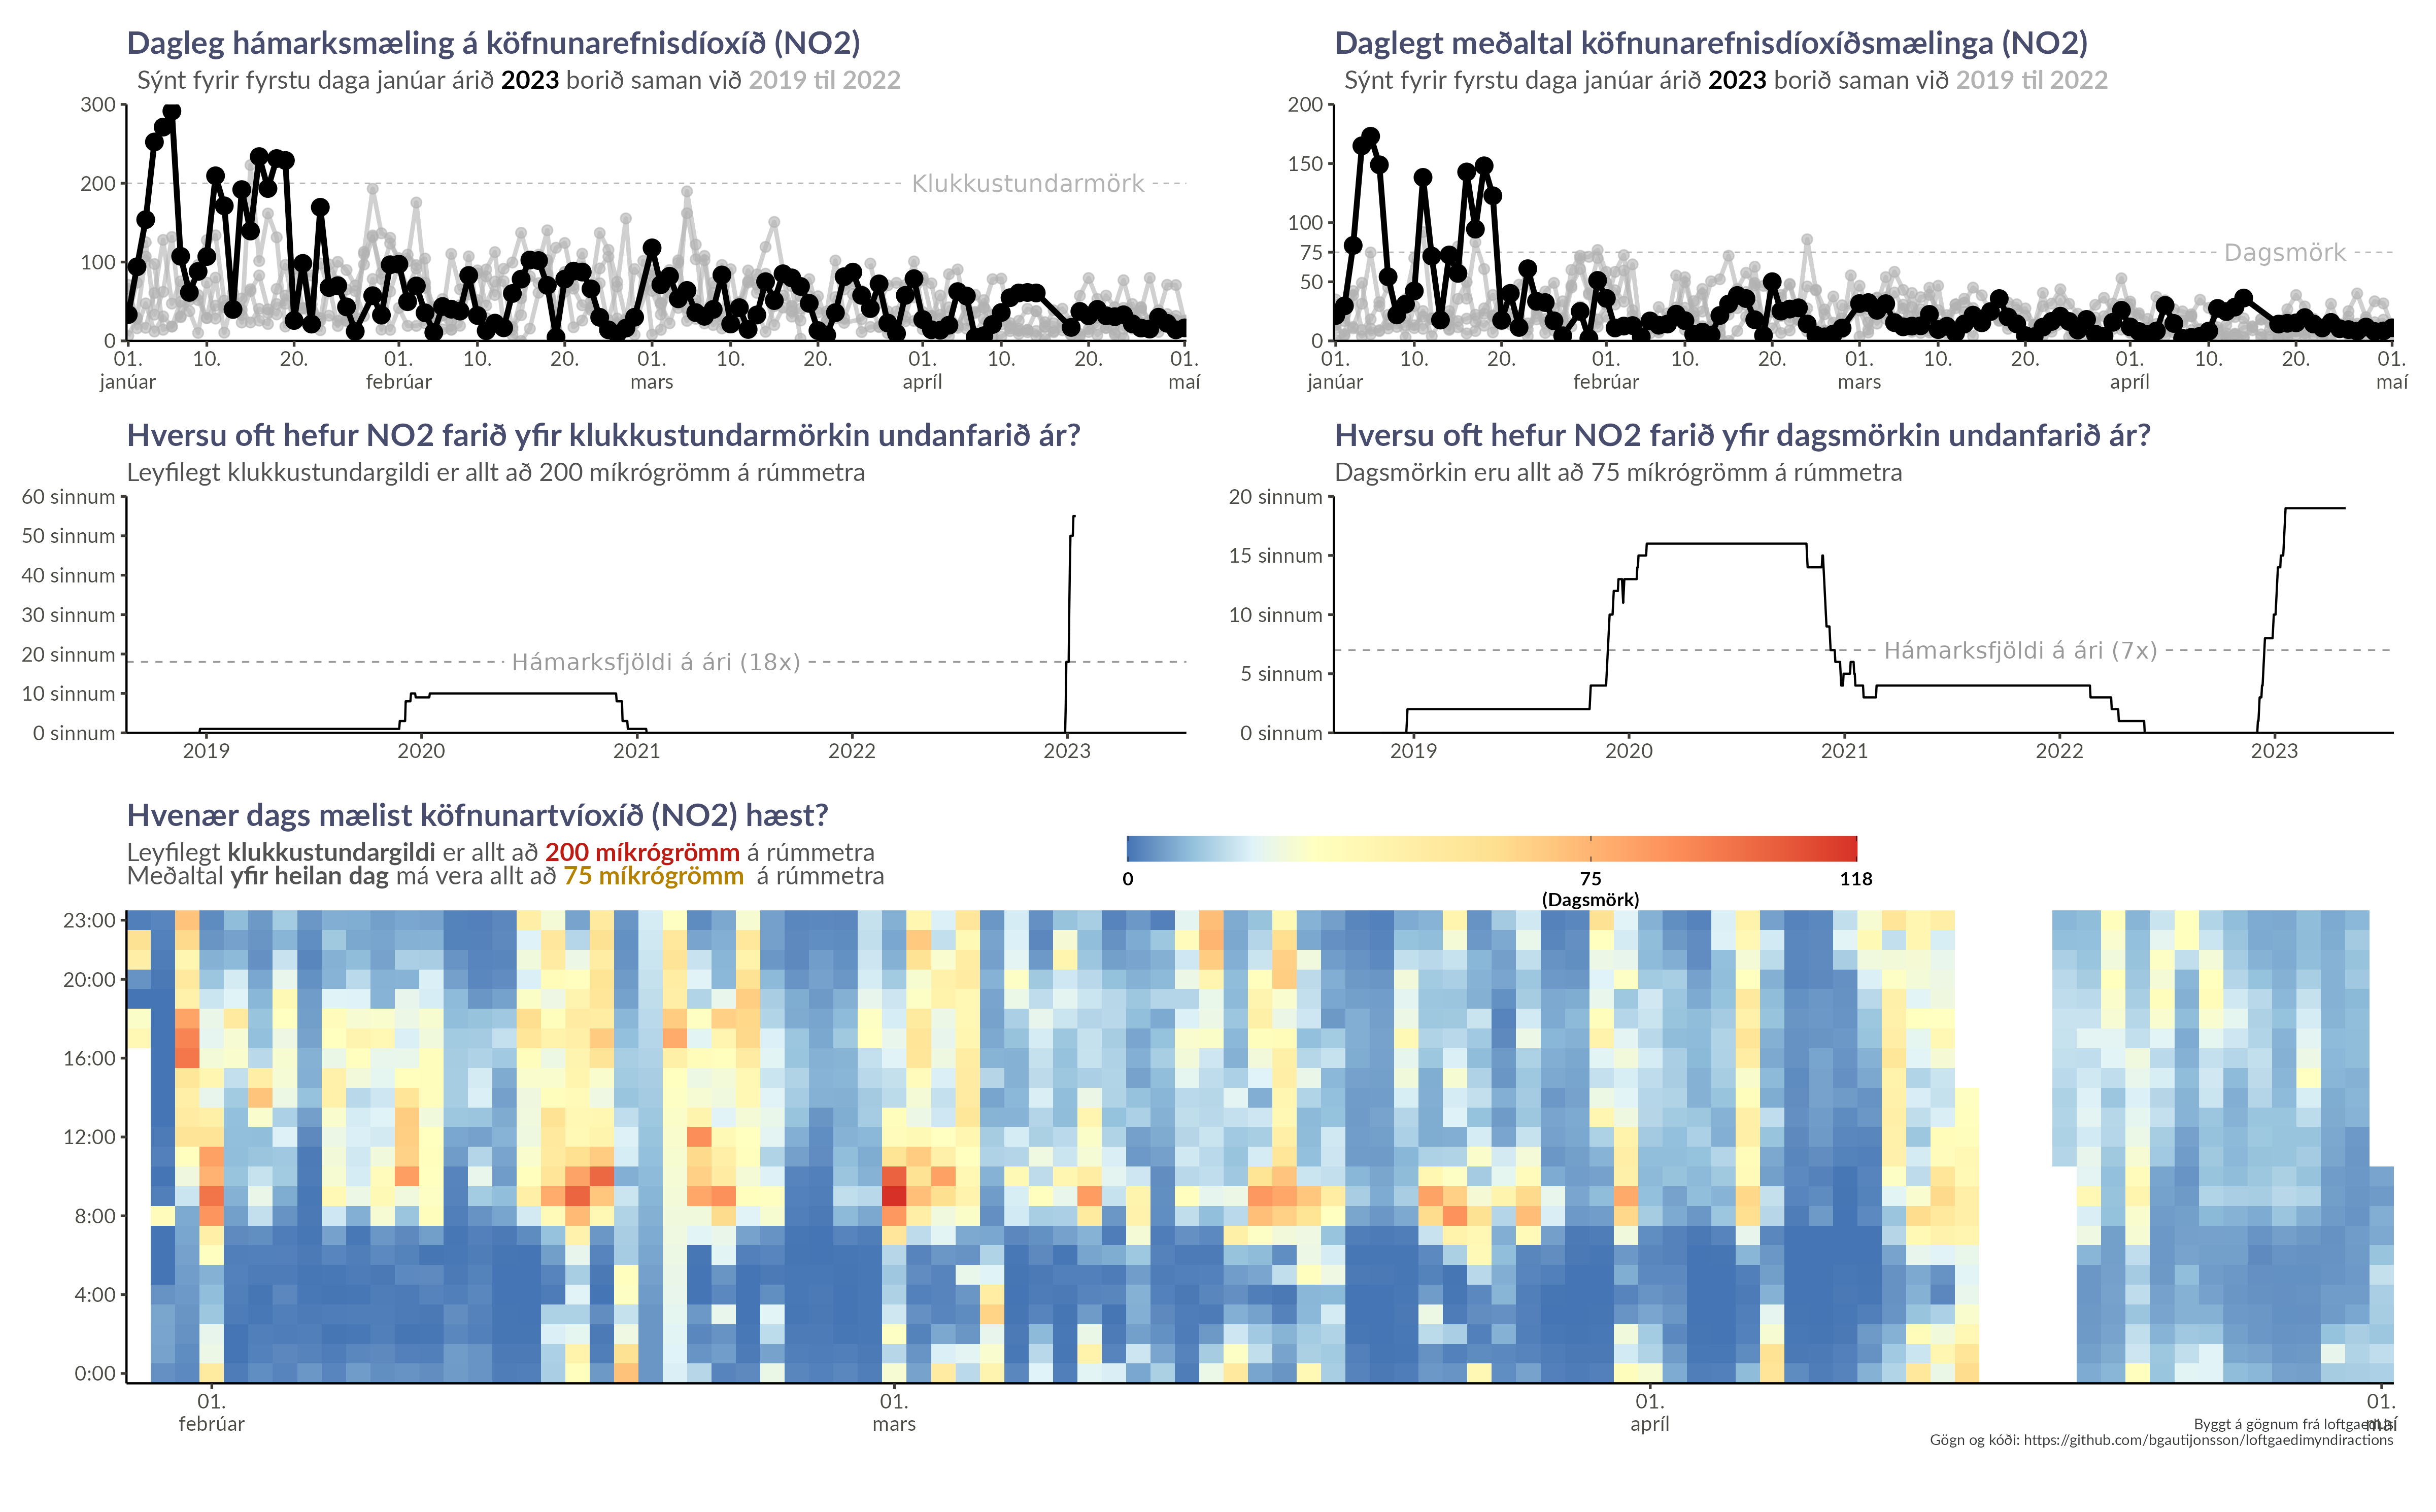 Dagleg hámarksmæling á köfnunarefnisdíoxíð (NO2)
Sýnt fyrir fyrstu daga janúar árið 2023 borið saman við 2019 til 2022
300
200
100
0
Klukkustundarmörk
01. 10. 20. 01. 10. 20. 01. 10. 20. 01. 10. 20. 01.
janúar febrúar mars apríl maí
Daglegt meðaltal köfnunarefnisdíoxíðsmælinga (NO2)
Sýnt fyrir fyrstu daga janúar árið 2023 borið saman við 2019 til 2022
200
150
100
75
50
0
Dagsmörk
01. 10. 20. 01. 10. 20. 01. 10. 20. 01. 10. 20. 01.
janúar febrúar mars apríl maí
Hversu oft hefur NO2 farið yfir klukkustundarmörkin undanfarið ár?
Leyfilegt klukkustundargildi er allt að 200 míkrógrömm á rúmmetra
60 sinnum
50 sinnum
40 sinnum
30 sinnum
20 sinnum
10 sinnum
0 sinnum
Hámarksfjöldi á ári (18x)
2019 2020 2021 2022 2023
Hversu oft hefur NO2 farið yfir dagsmörkin undanfarið ár?
Dagsmörkin eru allt að 75 míkrógrömm á rúmmetra
20 sinnum
15 sinnum
10 sinnum
5 sinnum
0 sinnum
Hámarksfjöldi á ári (7x)
2019 2020 2021 2022 2023
Hvenær dags mælist köfnunartvíoxíð (NO2) hæst?
Leyfilegt klukkustundargildi er allt að 200 míkrógrömm á rúmmetra
Meðaltal yfir heilan dag má vera allt að 75 míkrógrömm á rúmmetra
0 75 118
(Dagsmörk)
23:00
20:00
16:00
12:00
8:00
4:00
0:00
01. 01. 01. 01.
febrúar mars apríl maí
Byggt á gögnum frá
Gögn og kóði: https://github.com/bgautijonsson/loftgaedimyndiractions